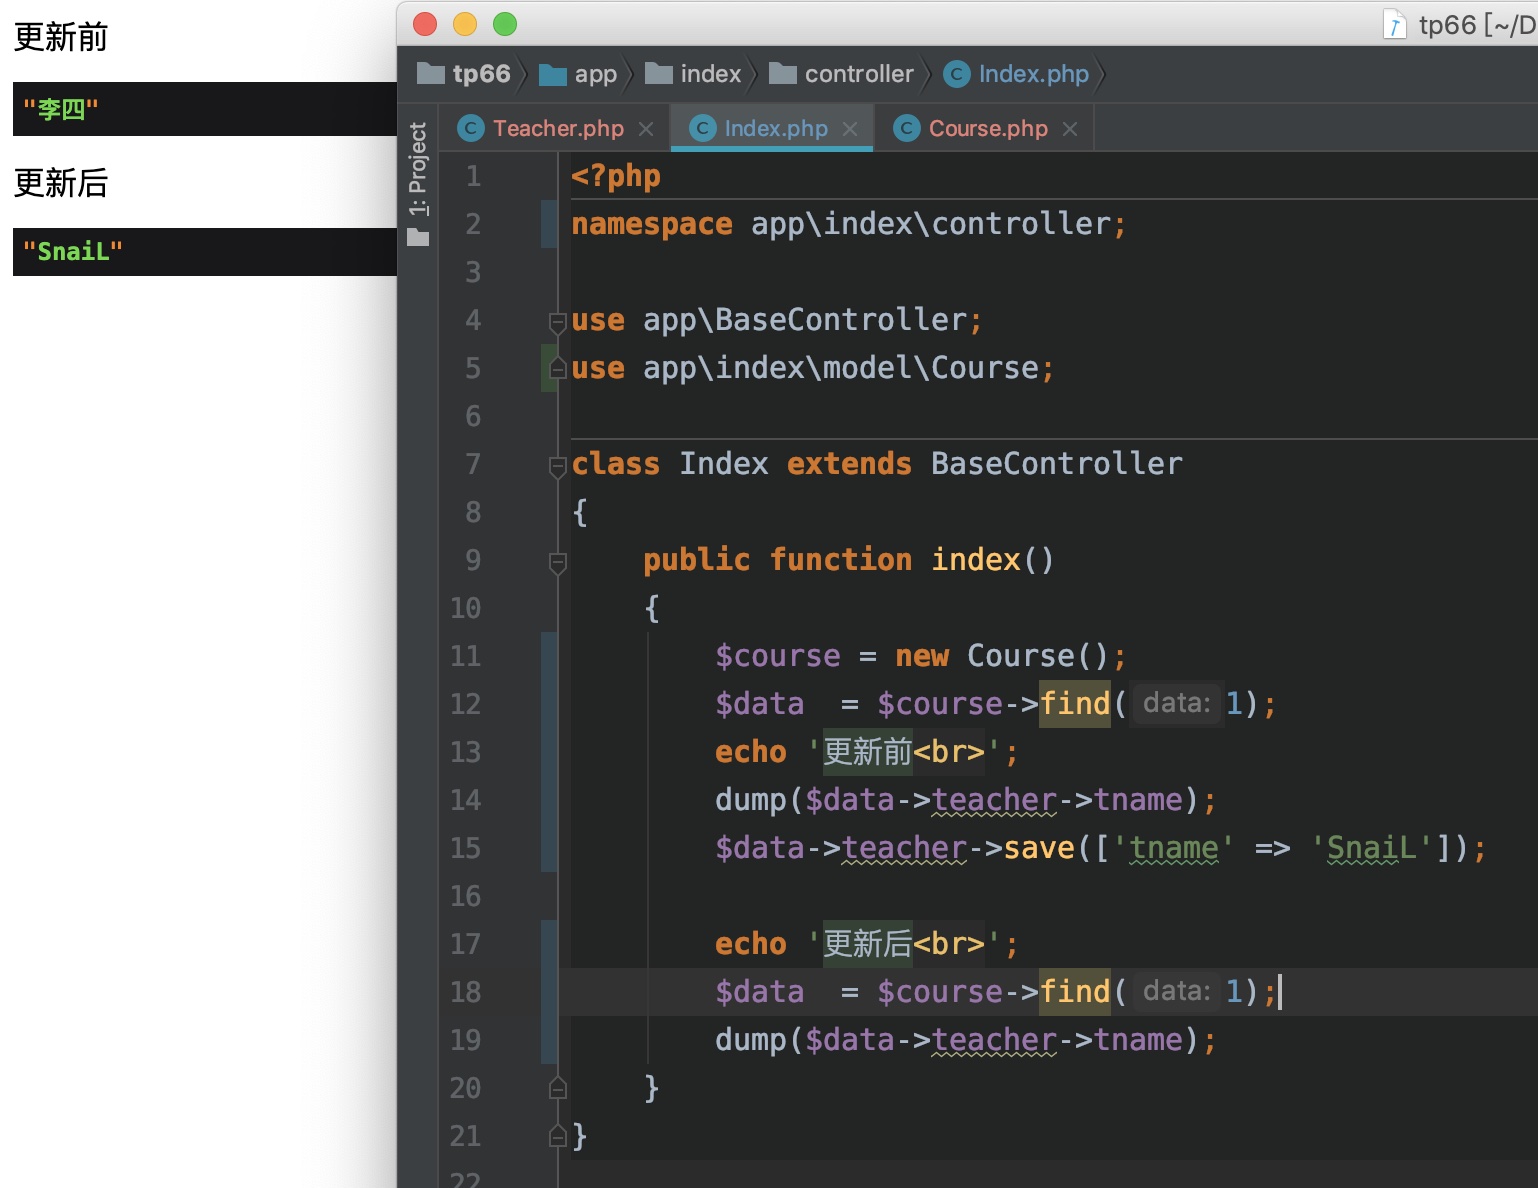 更新前
"李四"
更新后
"SnaiL"
tp66 [~/D
tp66 app index controller Index.php
Teacher.php Index.php Course.php
1: Project
1 <?php
2 namespace app\index\controller;
3
4 use app\BaseController;
5 use app\index\model\Course;
6
7 class Index extends BaseController
8 {
9     public function index()
10     {
11         $course = new Course();
12         $data  = $course->find( data: 1);
13         echo '更新前<br>';
14         dump($data->teacher->tname);
15         $data->teacher->save(['tname' => 'SnaiL']);
16
17         echo '更新后<br>';
18         $data  = $course->find( data: 1);
19         dump($data->teacher->tname);
20     }
21 }
22